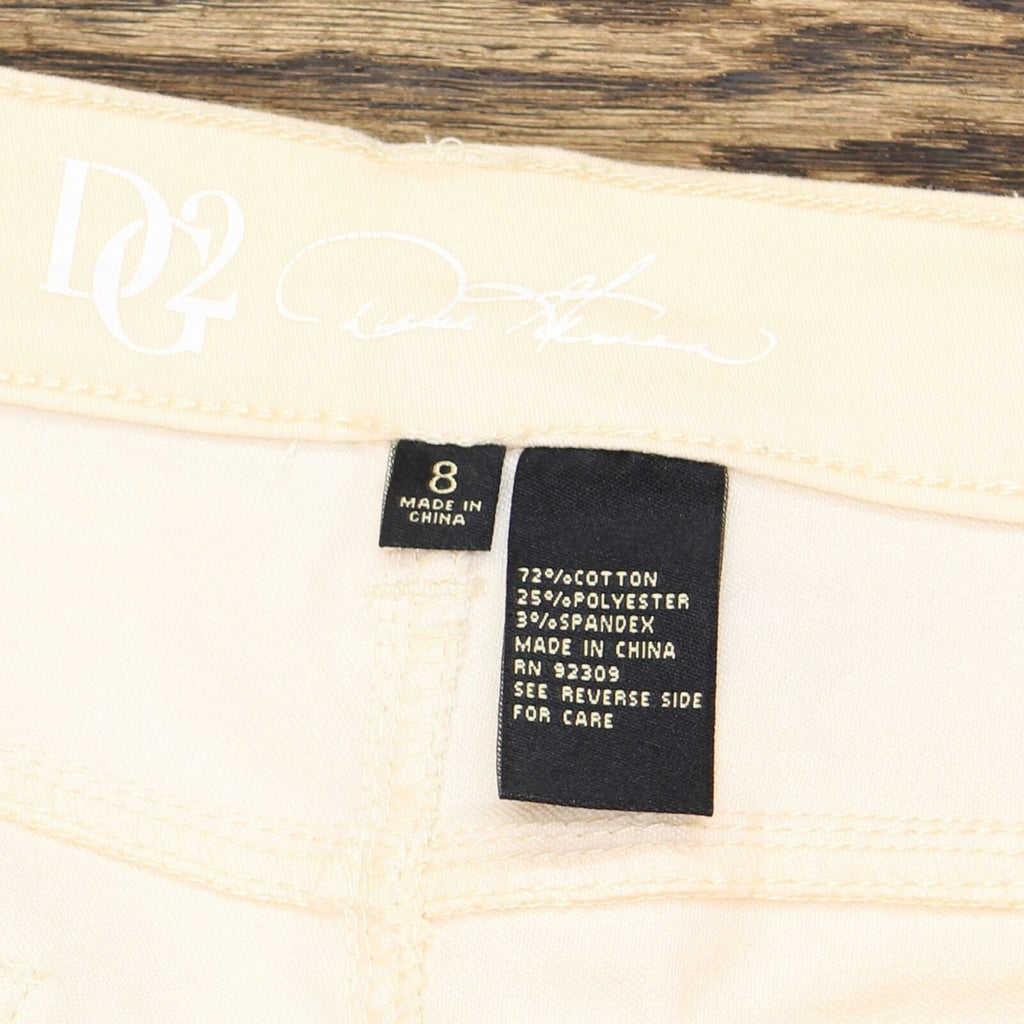 DG2
8
MADE IN
CHINA
72%COTTON
25%POLYESTER
3%SPANDEX
MADE IN CHINA
RN 92309
SEE REVERSE SIDE
FOR CARE